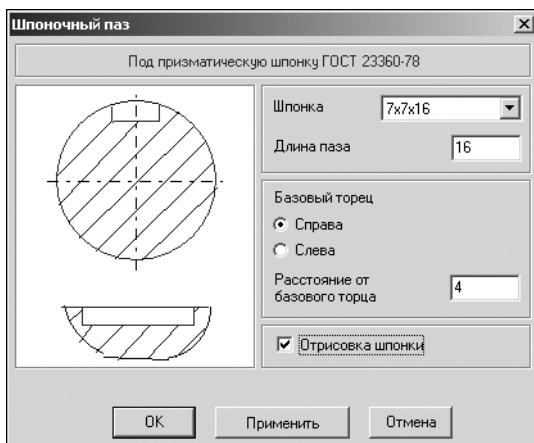 Шпоночный паз
Под призматическую шпонку ГОСТ 23360-78
Шпонка 7x7x16
Длина паза 16
Базовый торец
Справа
Слева
Расстояние от
базового торца 4
Отрисовка шпонки
OK Применить Отмена